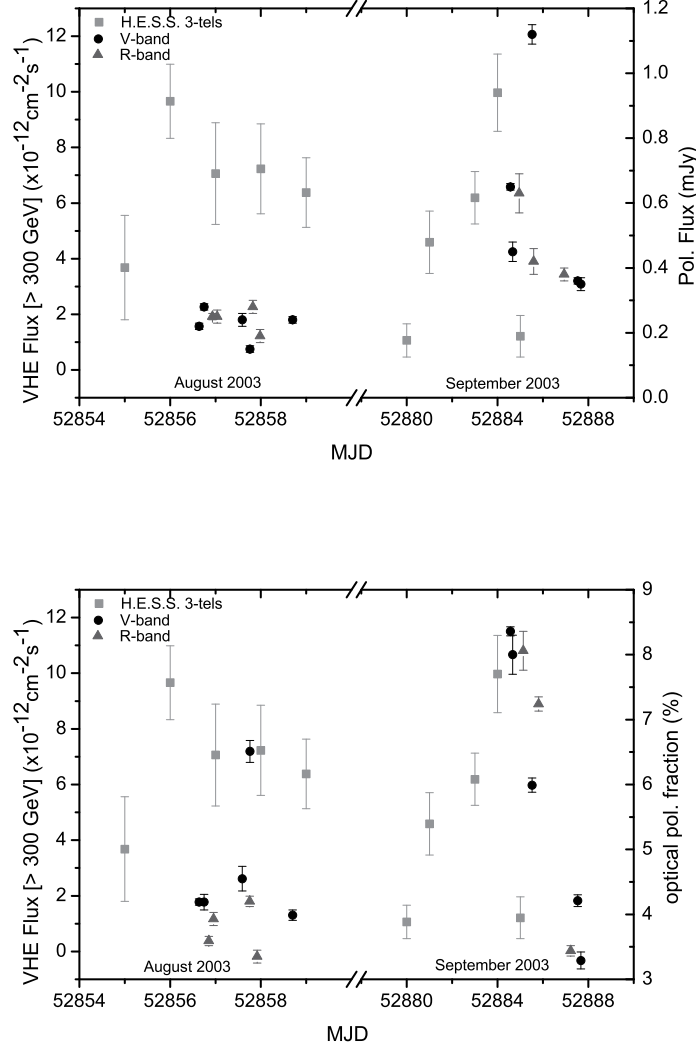 H.E.S.S. 3-tels
V-band
R-band
12
10
8
6
4
2
0
VHE Flux [> 300 GeV] (x10-12cm-2s-1)
1.2
1.0
0.8
0.6
0.4
0.2
0.0
Pol. Flux (mJy)
August 2003
September 2003
52854 52856 52858 52880 52884 52888
MJD
H.E.S.S. 3-tels
V-band
R-band
12
10
8
6
4
2
0
VHE Flux [> 300 GeV] (x10-12cm-2s-1)
9
8
7
6
5
4
3
optical pol. fraction (%)
August 2003
September 2003
52854 52856 52858 52880 52884 52888
MJD